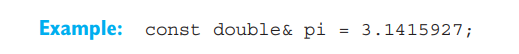 Example: const double& pi = 3.1415927;